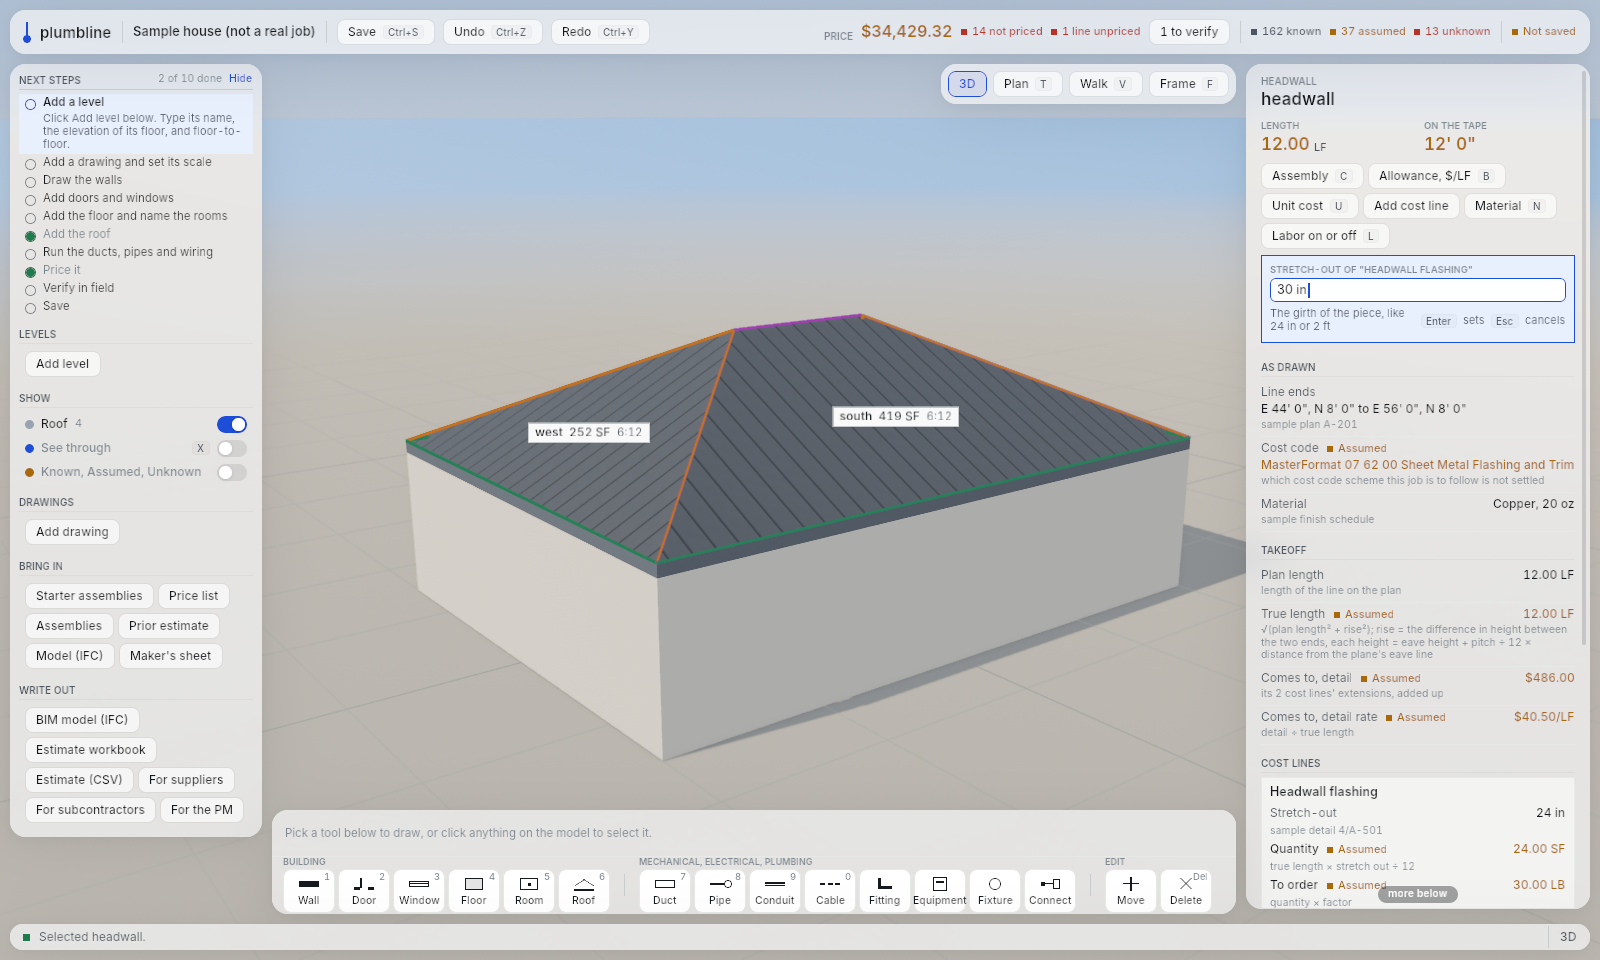 plumbline
Sample house (not a real job)
Save Ctrl+S
Undo Ctrl+Z
Redo Ctrl+Y
PRICE $34,429.32
14 not priced
1 line unpriced
1 to verify
162 known
37 assumed
13 unknown
Not saved
NEXT STEPS
2 of 10 done Hide
Add a level
Click Add level below. Type its name,
the elevation of its floor, and floor-to-
floor.
Add a drawing and set its scale
Draw the walls
Add doors and windows
Add the floor and name the rooms
Add the roof
Run the ducts, pipes and wiring
Price it
Verify in field
Save
LEVELS
Add level
SHOW
Roof 4
See through X
Known, Assumed, Unknown
DRAWINGS
Add drawing
BRING IN
Starter assemblies
Price list
Assemblies
Prior estimate
Model (IFC)
Maker's sheet
WRITE OUT
BIM model (IFC)
Estimate workbook
Estimate (CSV)
For suppliers
For subcontractors
For the PM
3D
Plan T
Walk V
Frame F
west 252 SF 6:12
south 419 SF 6:12
Pick a tool below to draw, or click anything on the model to select it.
BUILDING
Wall 1
Door 2
Window 3
Floor 4
Room 5
Roof 6
MECHANICAL, ELECTRICAL, PLUMBING
Duct 7
Pipe 8
Conduit 9
Cable 0
Fitting
Equipment
Fixture
Connect
EDIT
Move
Delete Del
HEADWALL
headwall
LENGTH
12.00 LF
ON THE TAPE
12' 0"
Assembly C
Allowance, $/LF B
Unit cost U
Add cost line
Material N
Labor on or off L
STRETCH-OUT OF "HEADWALL FLASHING"
30 in
The girth of the piece, like
24 in or 2 ft
Enter sets Esc cancels
AS DRAWN
Line ends
E 44' 0", N 8' 0" to E 56' 0", N 8' 0"
sample plan A-201
Cost code Assumed
MasterFormat 07 62 00 Sheet Metal Flashing and Trim
which cost code scheme this job is to follow is not settled
Material Copper, 20 oz
sample finish schedule
TAKEOFF
Plan length 12.00 LF
length of the line on the plan
True length Assumed 12.00 LF
√(plan length² + rise²); rise = the difference in height between
the two ends, each height = eave height + pitch ÷ 12 ×
distance from the plane's eave line
Comes to, detail Assumed $486.00
its 2 cost lines' extensions, added up
Comes to, detail rate Assumed $40.50/LF
detail ÷ true length
COST LINES
Headwall flashing
Stretch-out 24 in
sample detail 4/A-501
Quantity Assumed 24.00 SF
true length × stretch out ÷ 12
To order Assumed 30.00 LB
quantity × factor
more below
Selected headwall.
3D